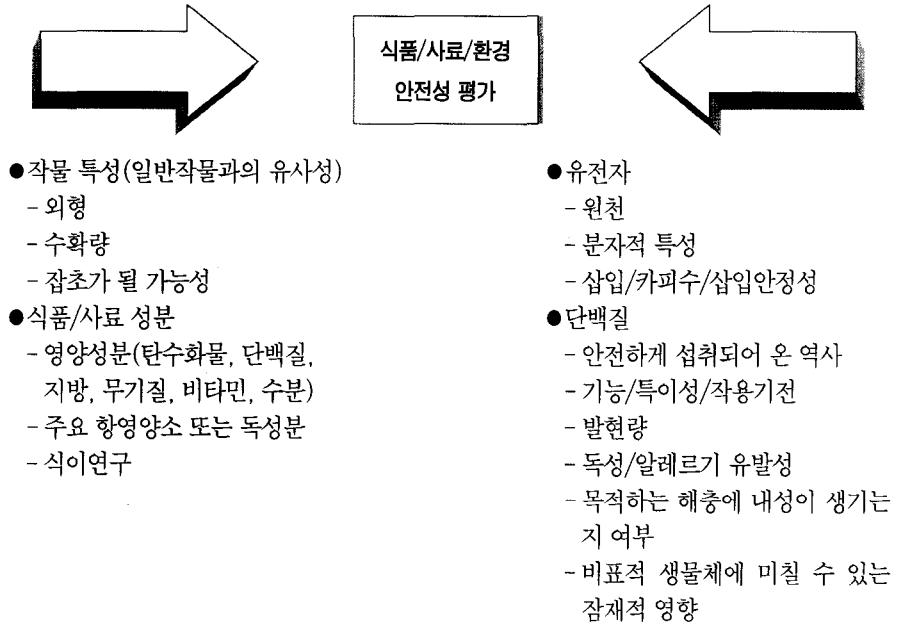 식품/사료/환경
안전성 평가
●작물 특성(일반작물과의 유사성)
- 외형
- 수확량
- 잡초가 될 가능성
●식품/사료 성분
- 영양성분(탄수화물, 단백질,
지방, 무기질, 비타민, 수분)
- 주요 항영양소 또는 독성분
- 식이연구
●유전자
- 원천
- 분자적 특성
- 삽입/카피수/삽입안정성
●단백질
- 안전하게 섭취되어 온 역사
- 기능/특이성/작용기전
- 발현량
- 독성/알레르기 유발성
- 목적하는 해충에 내성이 생기는
지 여부
- 비표적 생물체에 미칠 수 있는
잠재적 영향